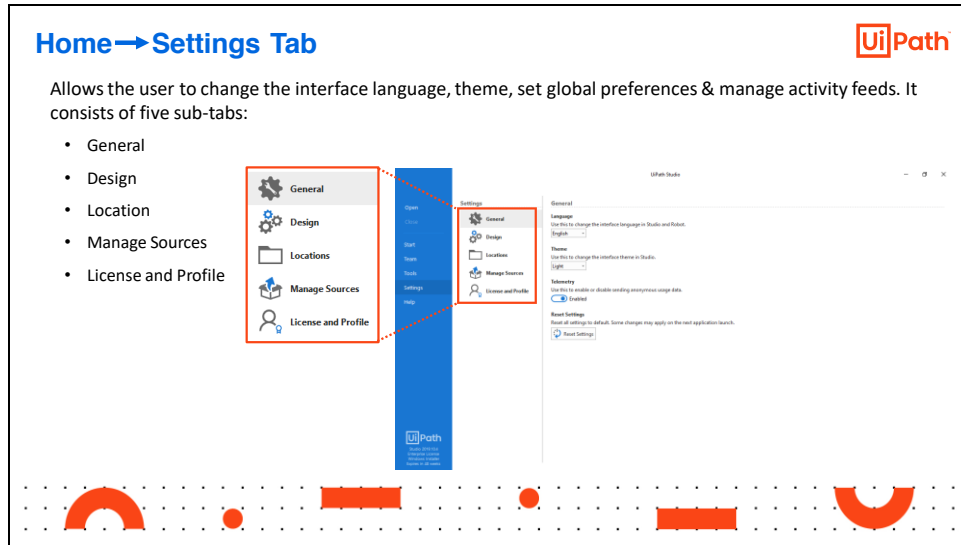 Home→Settings Tab
UiPath
Allows the user to change the interface language, theme, set global preferences & manage activity feeds. It
consists of five sub-tabs:
• General
• Design
• Location
• Manage Sources
• License and Profile
General
Design
Locations
Manage Sources
License and Profile
UiPath Studio
Open
Close
Start
Team
Tools
Settings
Help
UiPath
Settings
General
Design
Locations
Manage Sources
License and Profile
General
Language
Use this to change the interface language in Studio and Robot.
English
Theme
Use this to change the interface theme in Studio.
Light
Telemetry
Use this to enable or disable sending anonymous usage data.
Enabled
Reset Settings
Reset all settings to default. Some changes may apply on the next application launch.
Reset Settings